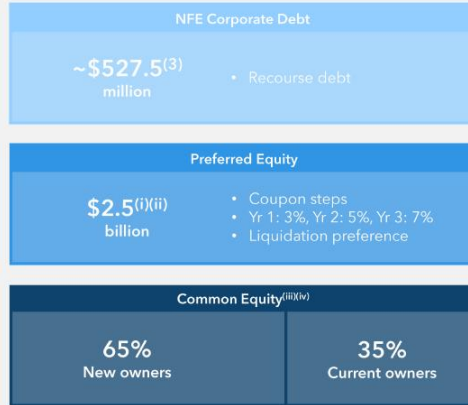 NFE Corporate Debt
~$527.5(3)
million
• Recourse debt
Preferred Equity
$2.5(i)(ii)
billion
• Coupon steps
• Yr 1: 3%, Yr 2: 5%, Yr 3: 7%
• Liquidation preference
Common Equity(iii)(iv)
65%
New owners
35%
Current owners